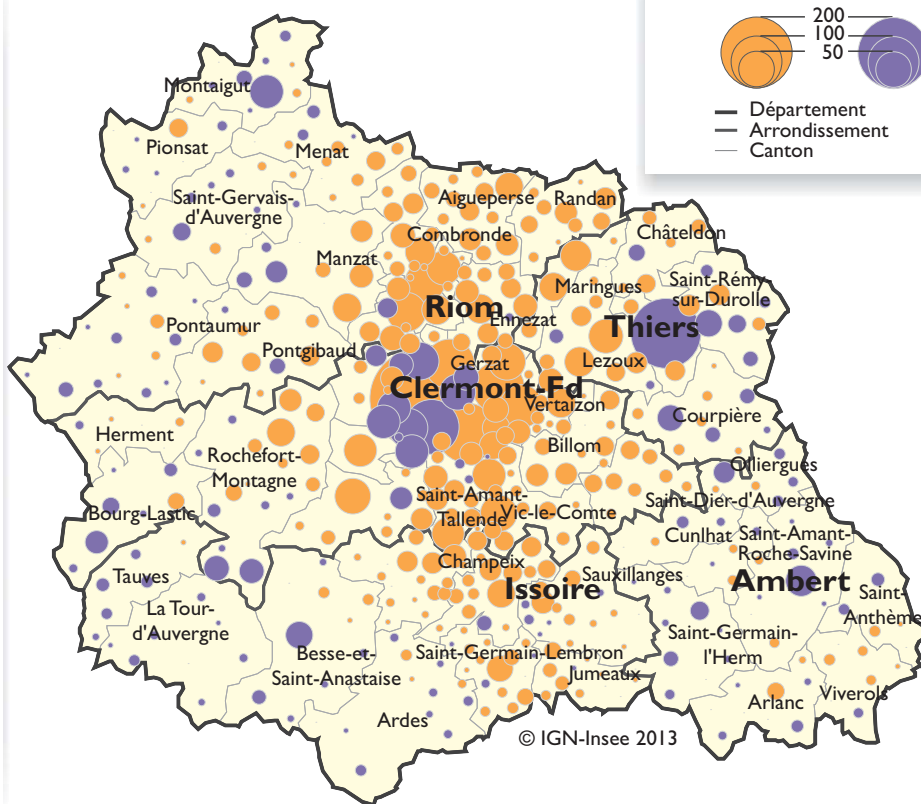 200
100
50
Département
Arrondissement
Canton
Montaigut
Pionsat
Menat
Saint-Gervais-
d'Auvergne
Aigueperse
Randan
Combronde
Châteldon
Manzat
Maringues
Saint-Rémy-
sur-Durolle
Riom
Ennezat
Thiers
Pontaumur
Pontgibaud
Gerzat
Lezoux
Clermont-Fd
Vertaizon
Courpière
Herment
Billom
Rochefort-
Montagne
Olliergues
Saint-Amant-
Tallende
Vic-le-Comte
Saint-Dier-d'Auvergne
Bourg-Lastic
Cunlhat
Saint-Amant-
Roche-Savine
Champeix
Sauxillanges
Tauves
Issoire
Ambert
La Tour-
d'Auvergne
Saint-
Anthème
Besse-et-
Saint-Anastaise
Saint-Germain-Lembron
Saint-Germain-
l'Herm
Jumeaux
Ardes
Arlanc
Viverols
© IGN-Insee 2013